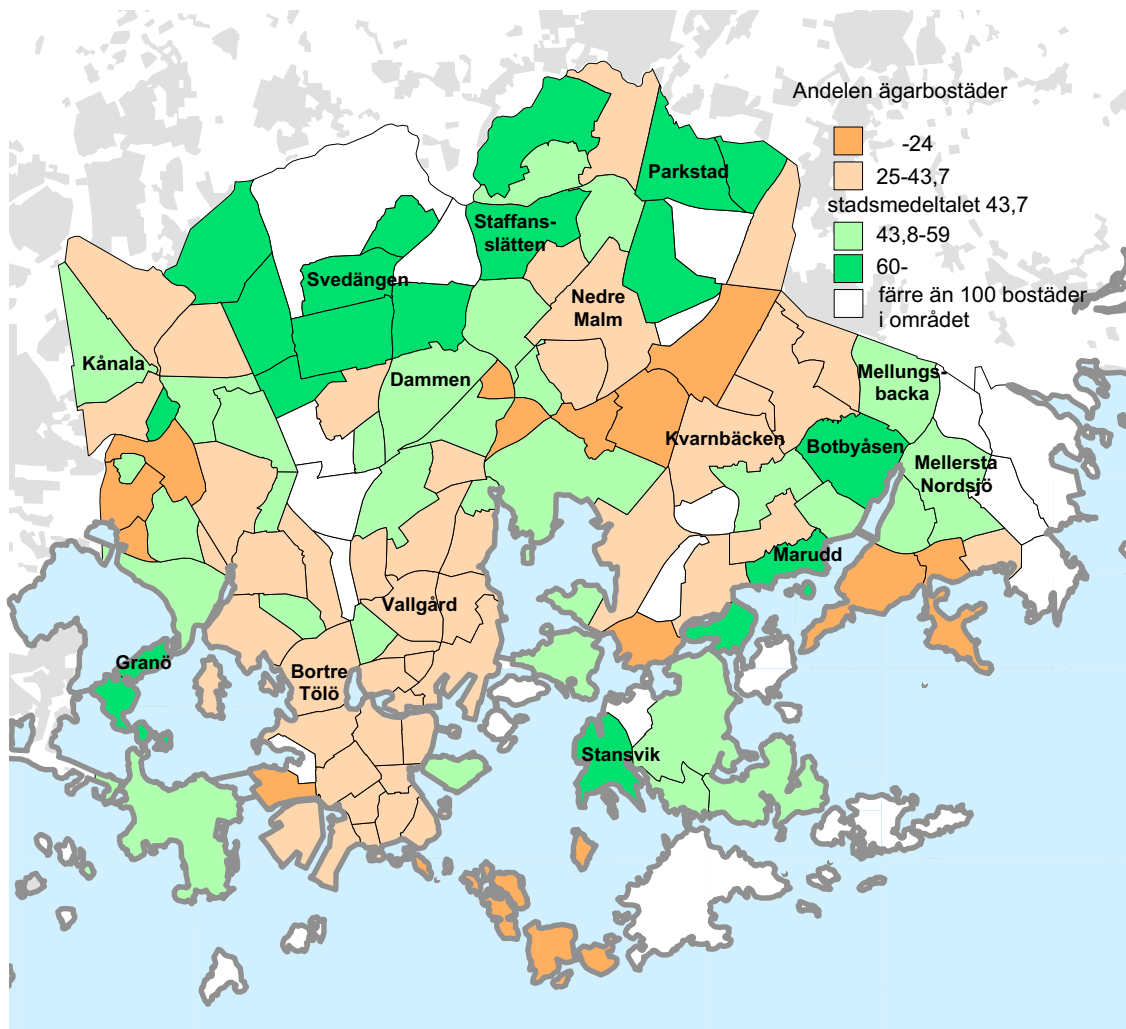 Andelen ägarbostäder
-24
25-43,7
stadsmedeltalet 43,7
43,8-59
60-
färre än 100 bostäder
i området
Parkstad
Staffans-
slätten
Svedängen
Nedre
Malm
Kånala
Dammen
Mellungs-
backa
Kvarnbäcken
Botbyåsen
Mellersta
Nordsjö
Marudd
Vallgård
Granö
Bortre
Tölö
Stansvik